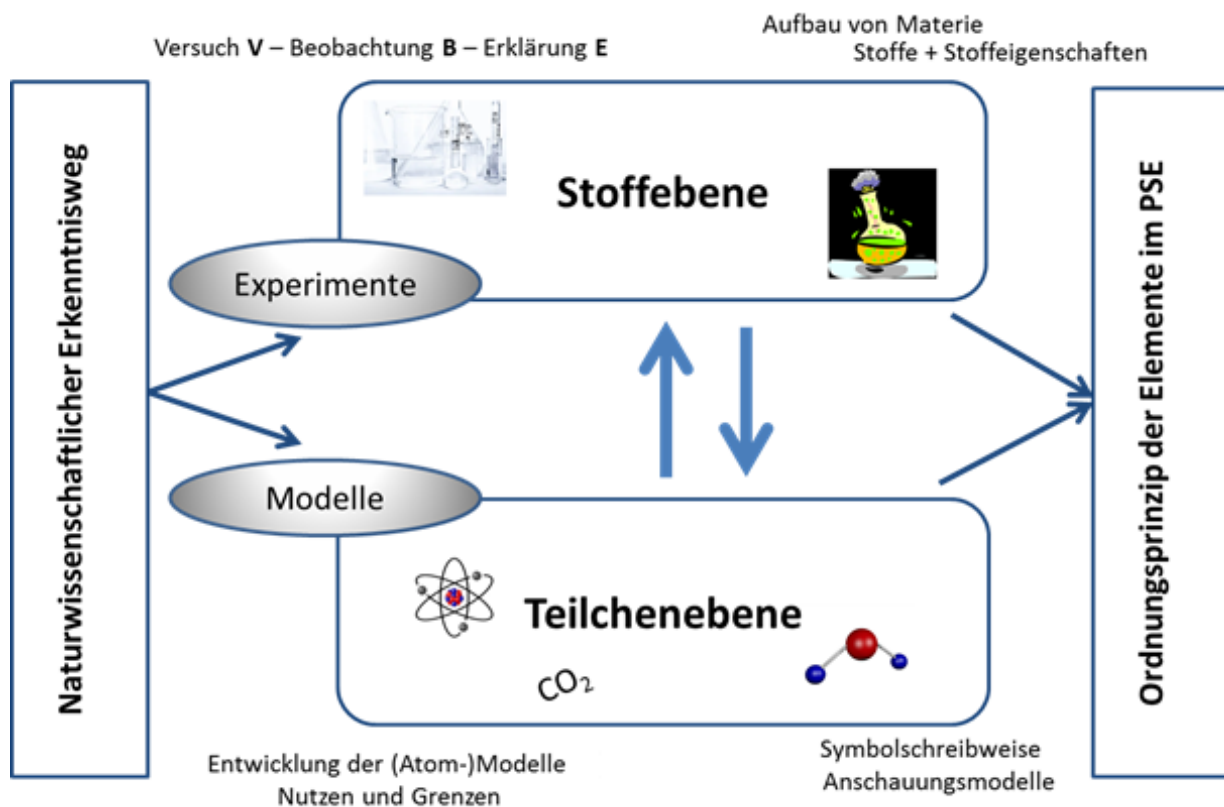 Versuch V – Beobachtung B – Erklärung E
Aufbau von Materie
Stoffe + Stoffeigenschaften
Naturwissenschaftlicher Erkenntnisweg
Stoffebene
Experimente
Modelle
Teilchenebene
CO₂
Ordnungsprinzip der Elemente im PSE
Entwicklung der (Atom-)Modelle
Nutzen und Grenzen
Symbolschreibweise
Anschauungsmodelle